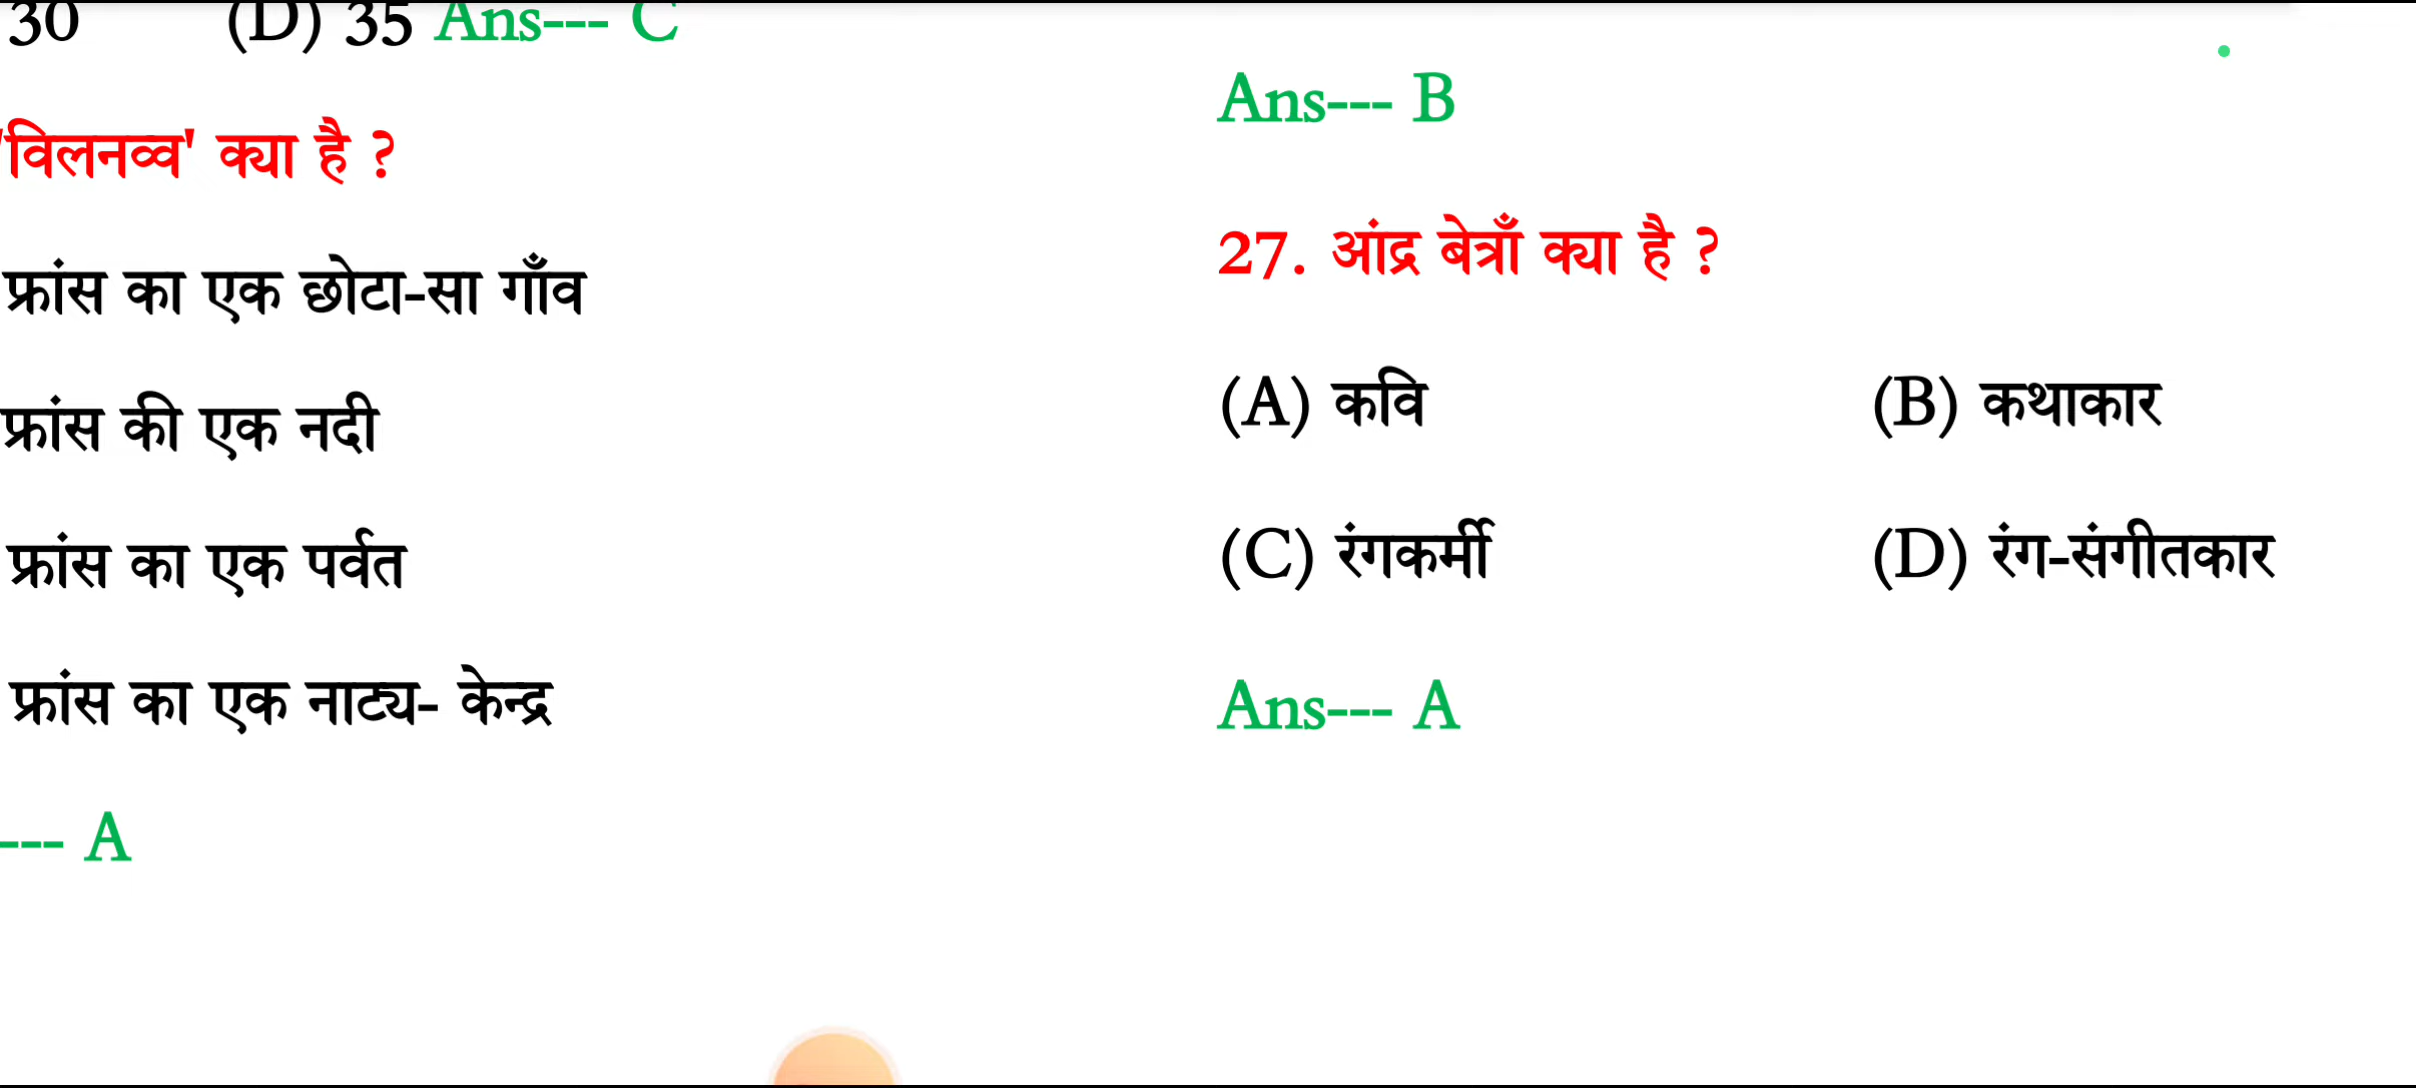 30 (D) 35 Ans--- C
'विलनव्व' क्या है ?
फ्रांस का एक छोटा-सा गाँव
फ्रांस की एक नदी
फ्रांस का एक पर्वत
फ्रांस का एक नाट्य- केन्द्र
--- A
Ans--- B
27. आंद्र बेत्राँ क्या है ?
(A) कवि (B) कथाकार
(C) रंगकर्मी (D) रंग-संगीतकार
Ans--- A